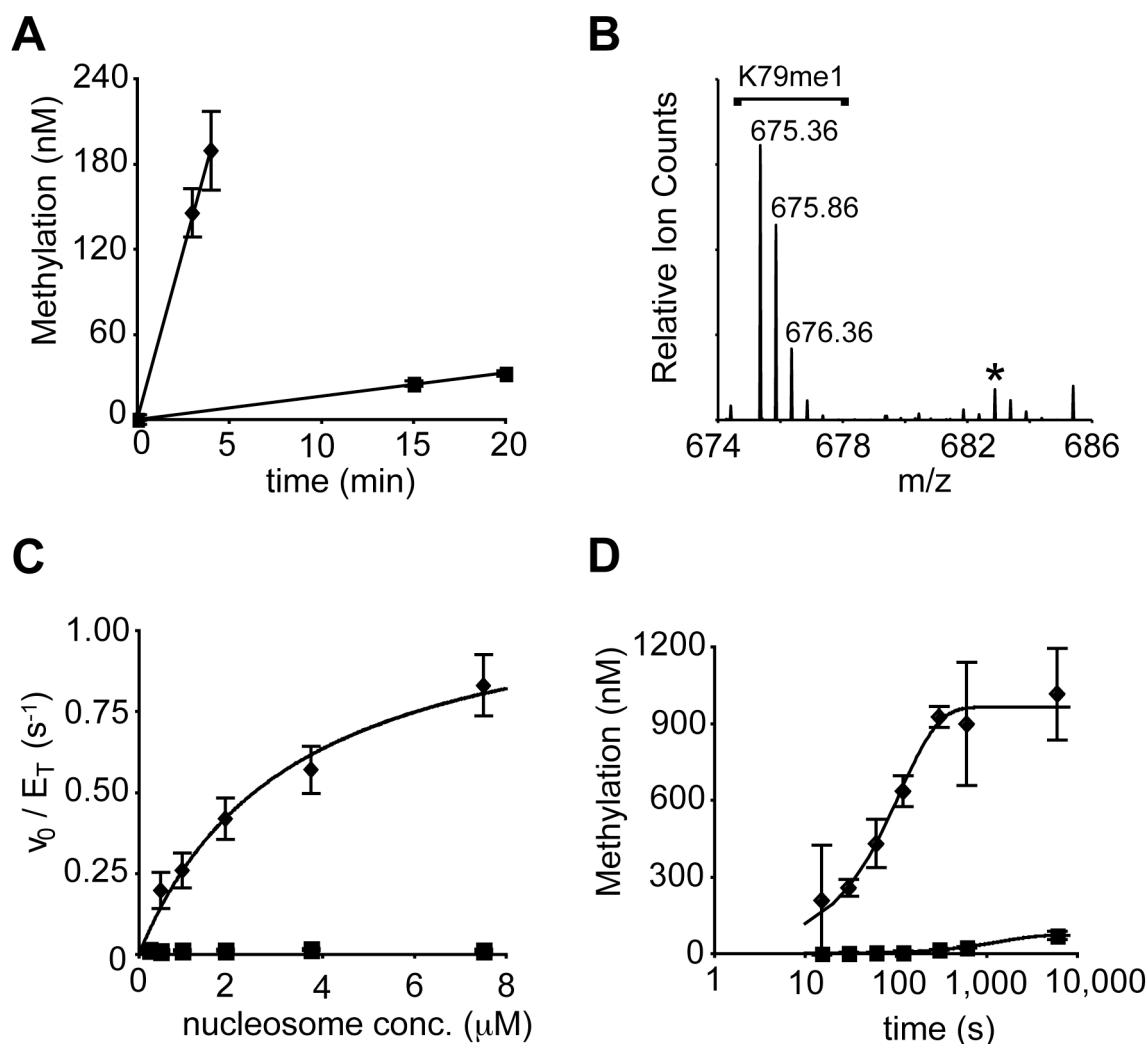 A
Methylation (nM)
240
180
120
60
0
0 5 10 15 20
time (min)
B
Relative Ion Counts
K79me1
675.36
675.86
676.36
*
674 678 682 686
m/z
C
v0 / ET (s-1)
1.00
0.75
0.50
0.25
0
0 2 4 6 8
nucleosome conc. (μM)
D
Methylation (nM)
1200
900
600
300
0
1 10 100 1,000 10,000
time (s)